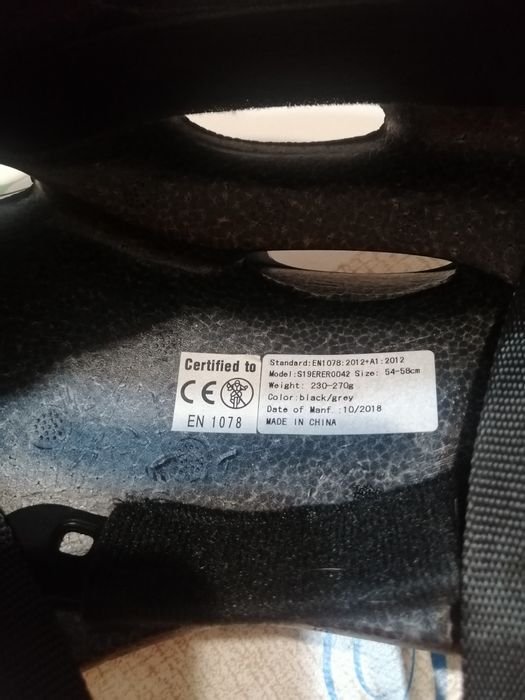 Certified to
CE
EN 1078
Standard:EN1078:2012+A1:2012
Model:S19ERER0042 Size: 54-58cm
Weight: 230-270g
Color:black/grey
Date of Manf.:10/2018
MADE IN CHINA